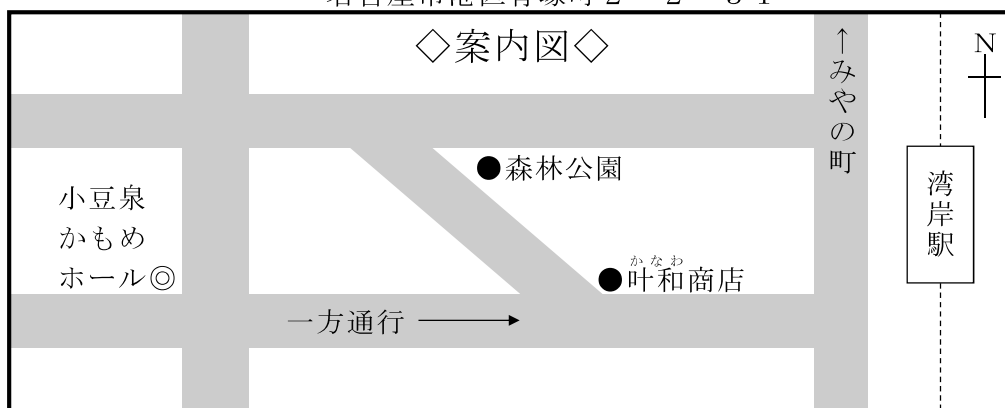 ◇案内図◇
N
↑みやの町
●森林公園
湾岸駅
小豆泉
かもめ
ホール◎
かなわ
●叶和商店
一方通行→